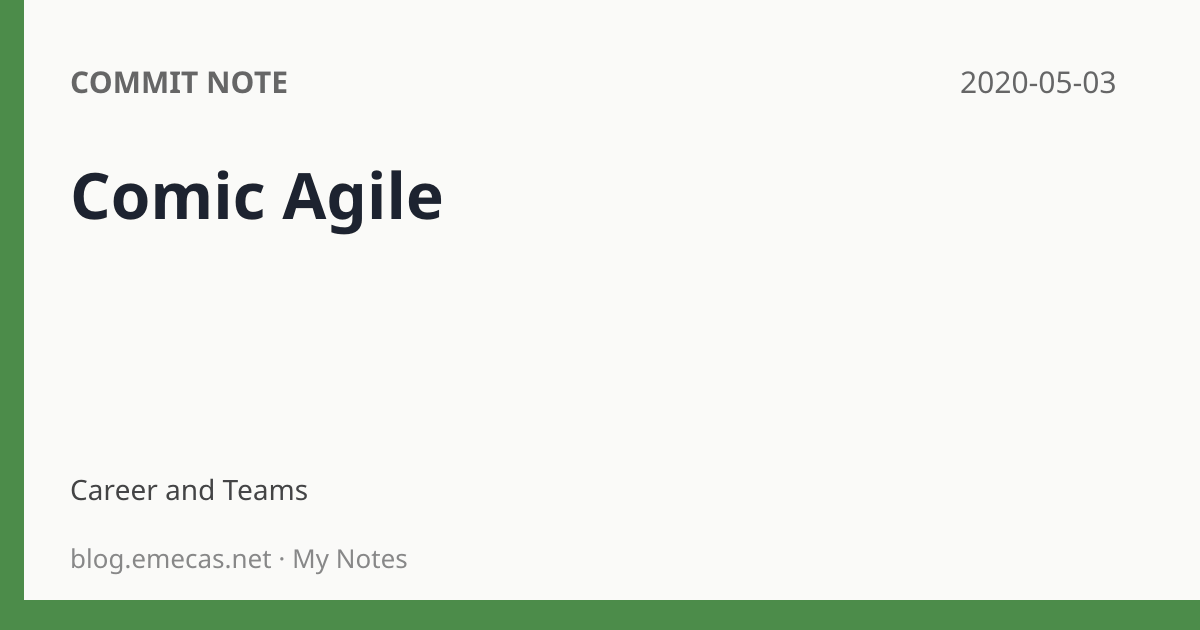 COMMIT NOTE
2020-05-03
Comic Agile
Career and Teams
blog.emecas.net · My Notes